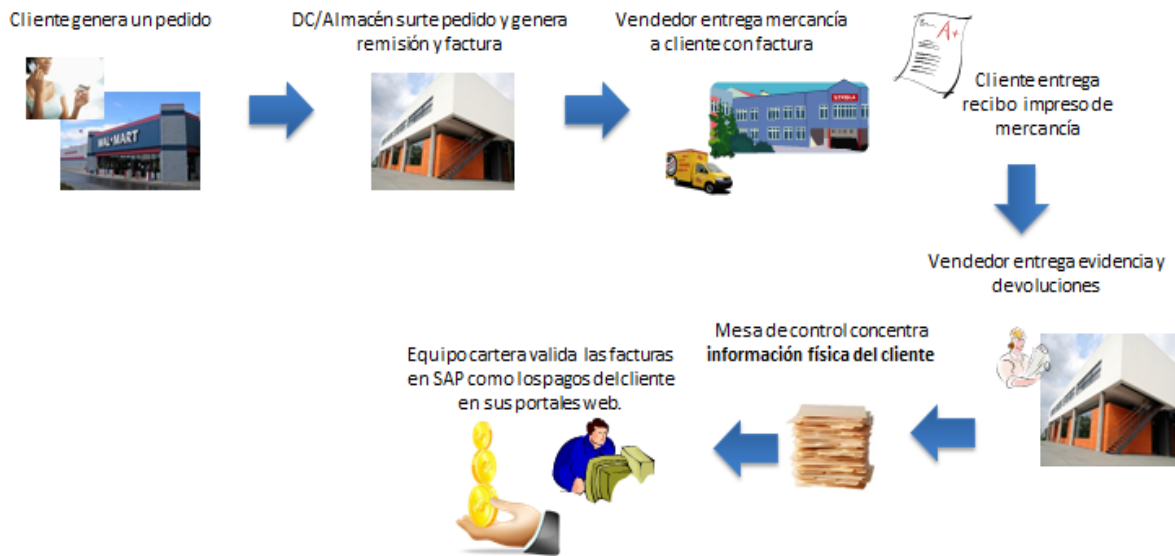 Cliente genera un pedido
DC/Almacén surte pedido y genera
remisión y factura
Vendedor entrega mercancía
a cliente con factura
A+
Cliente entrega
recibo impreso de
mercancía
WAL★MART
Vendedor entrega evidencia y
devoluciones
Mesa de control concentra
información física del cliente
Equipo cartera valida las facturas
en SAP como los pagos del cliente
en sus portales web.